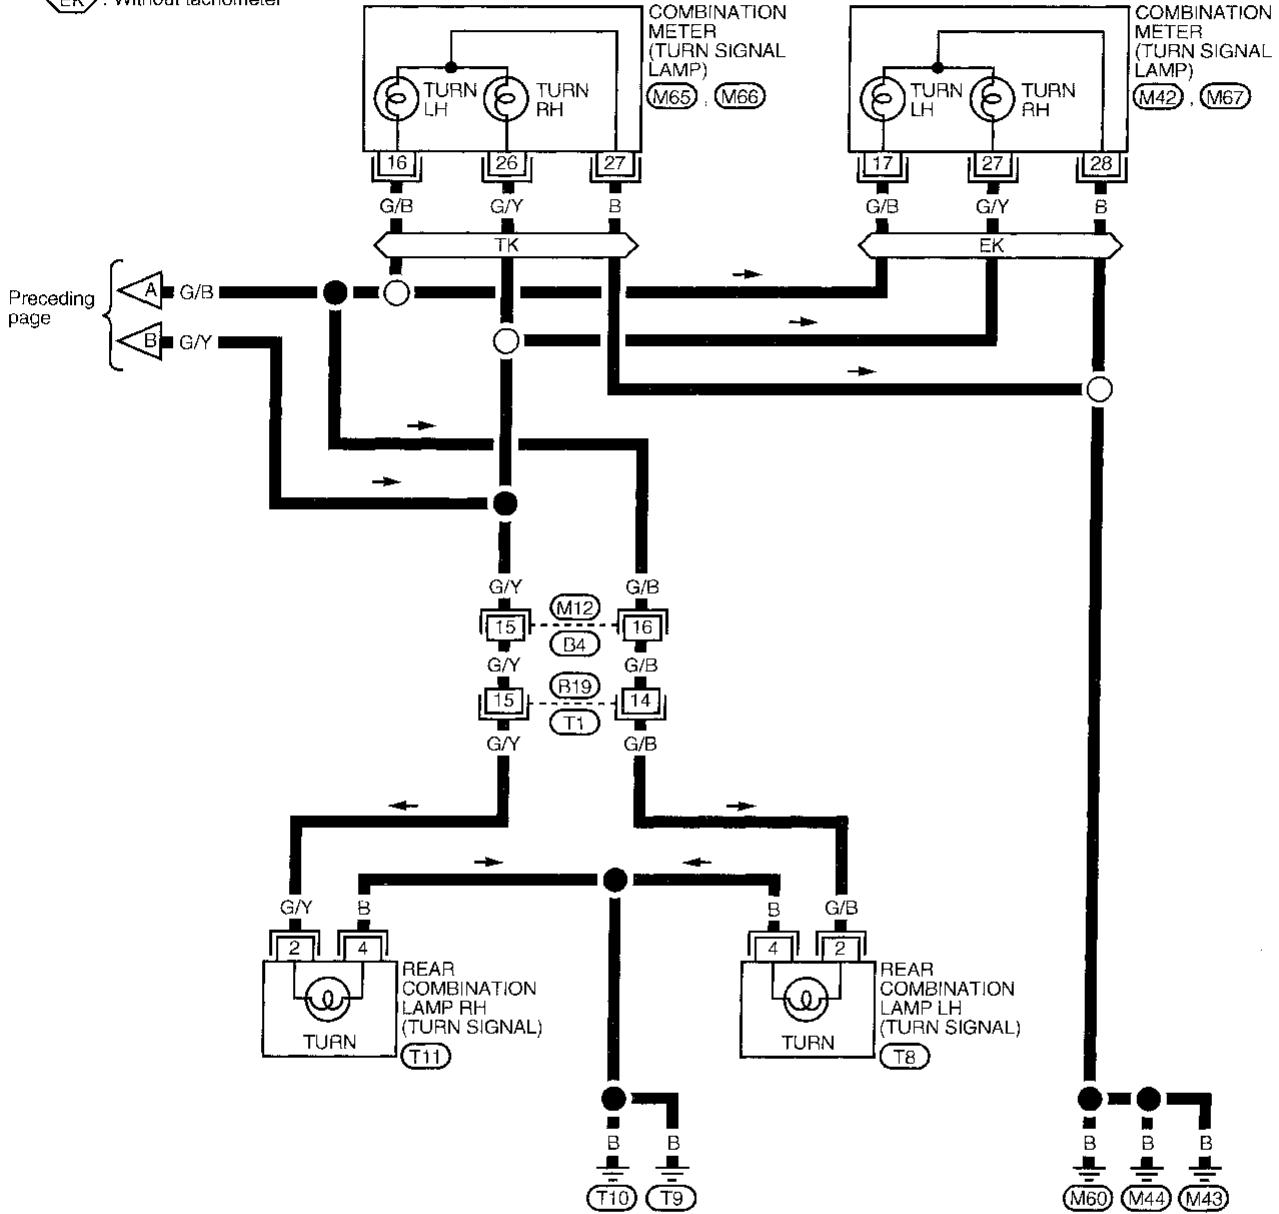 EK : Without tachometer
COMBINATION
METER
(TURN SIGNAL
LAMP)
M65 , M66
TURN
LH
TURN
RH
16
26
27
G/B
G/Y
B
TK
COMBINATION
METER
(TURN SIGNAL
LAMP)
M42 , M67
TURN
LH
TURN
RH
17
27
28
G/B
G/Y
B
EK
Preceding
page
A
G/B
B
G/Y
G/Y
G/B
15
M12
B4
16
G/Y
G/B
15
B19
T1
14
G/Y
G/B
G/Y
B
B
G/B
2
4
4
2
TURN
REAR
COMBINATION
LAMP RH
(TURN SIGNAL)
T11
TURN
REAR
COMBINATION
LAMP LH
(TURN SIGNAL)
T8
B
B
B
B
B
T10
T9
M60
M44
M43